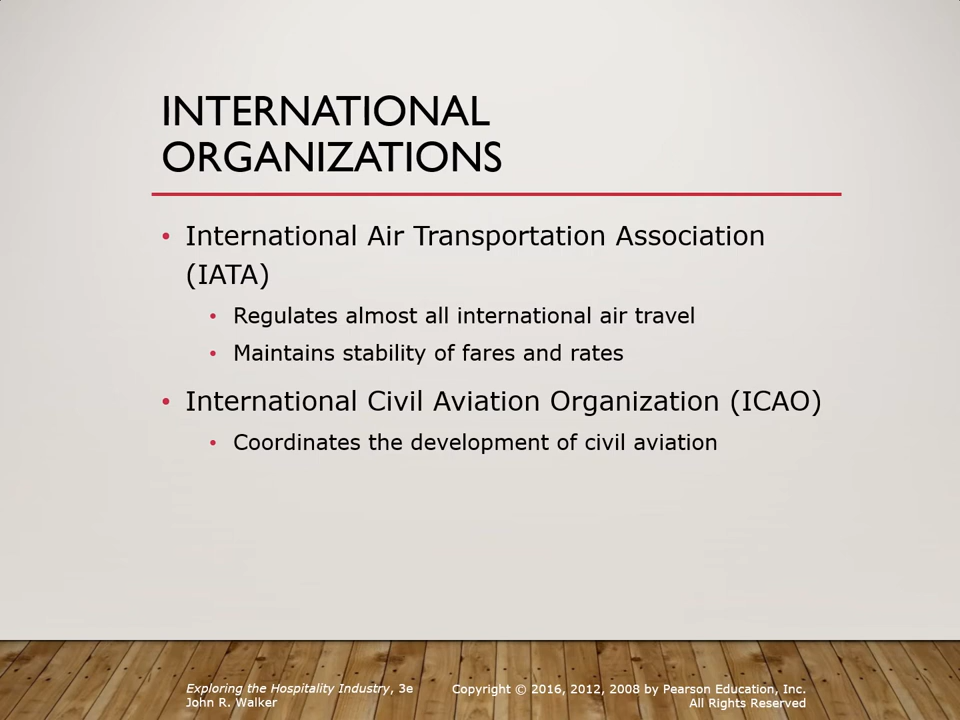 INTERNATIONAL
ORGANIZATIONS
• International Air Transportation Association
(IATA)
• Regulates almost all international air travel
• Maintains stability of fares and rates
• International Civil Aviation Organization (ICAO)
• Coordinates the development of civil aviation
Exploring the Hospitality Industry, 3e
John R. Walker
Copyright © 2016, 2012, 2008 by Pearson Education, Inc.
All Rights Reserved